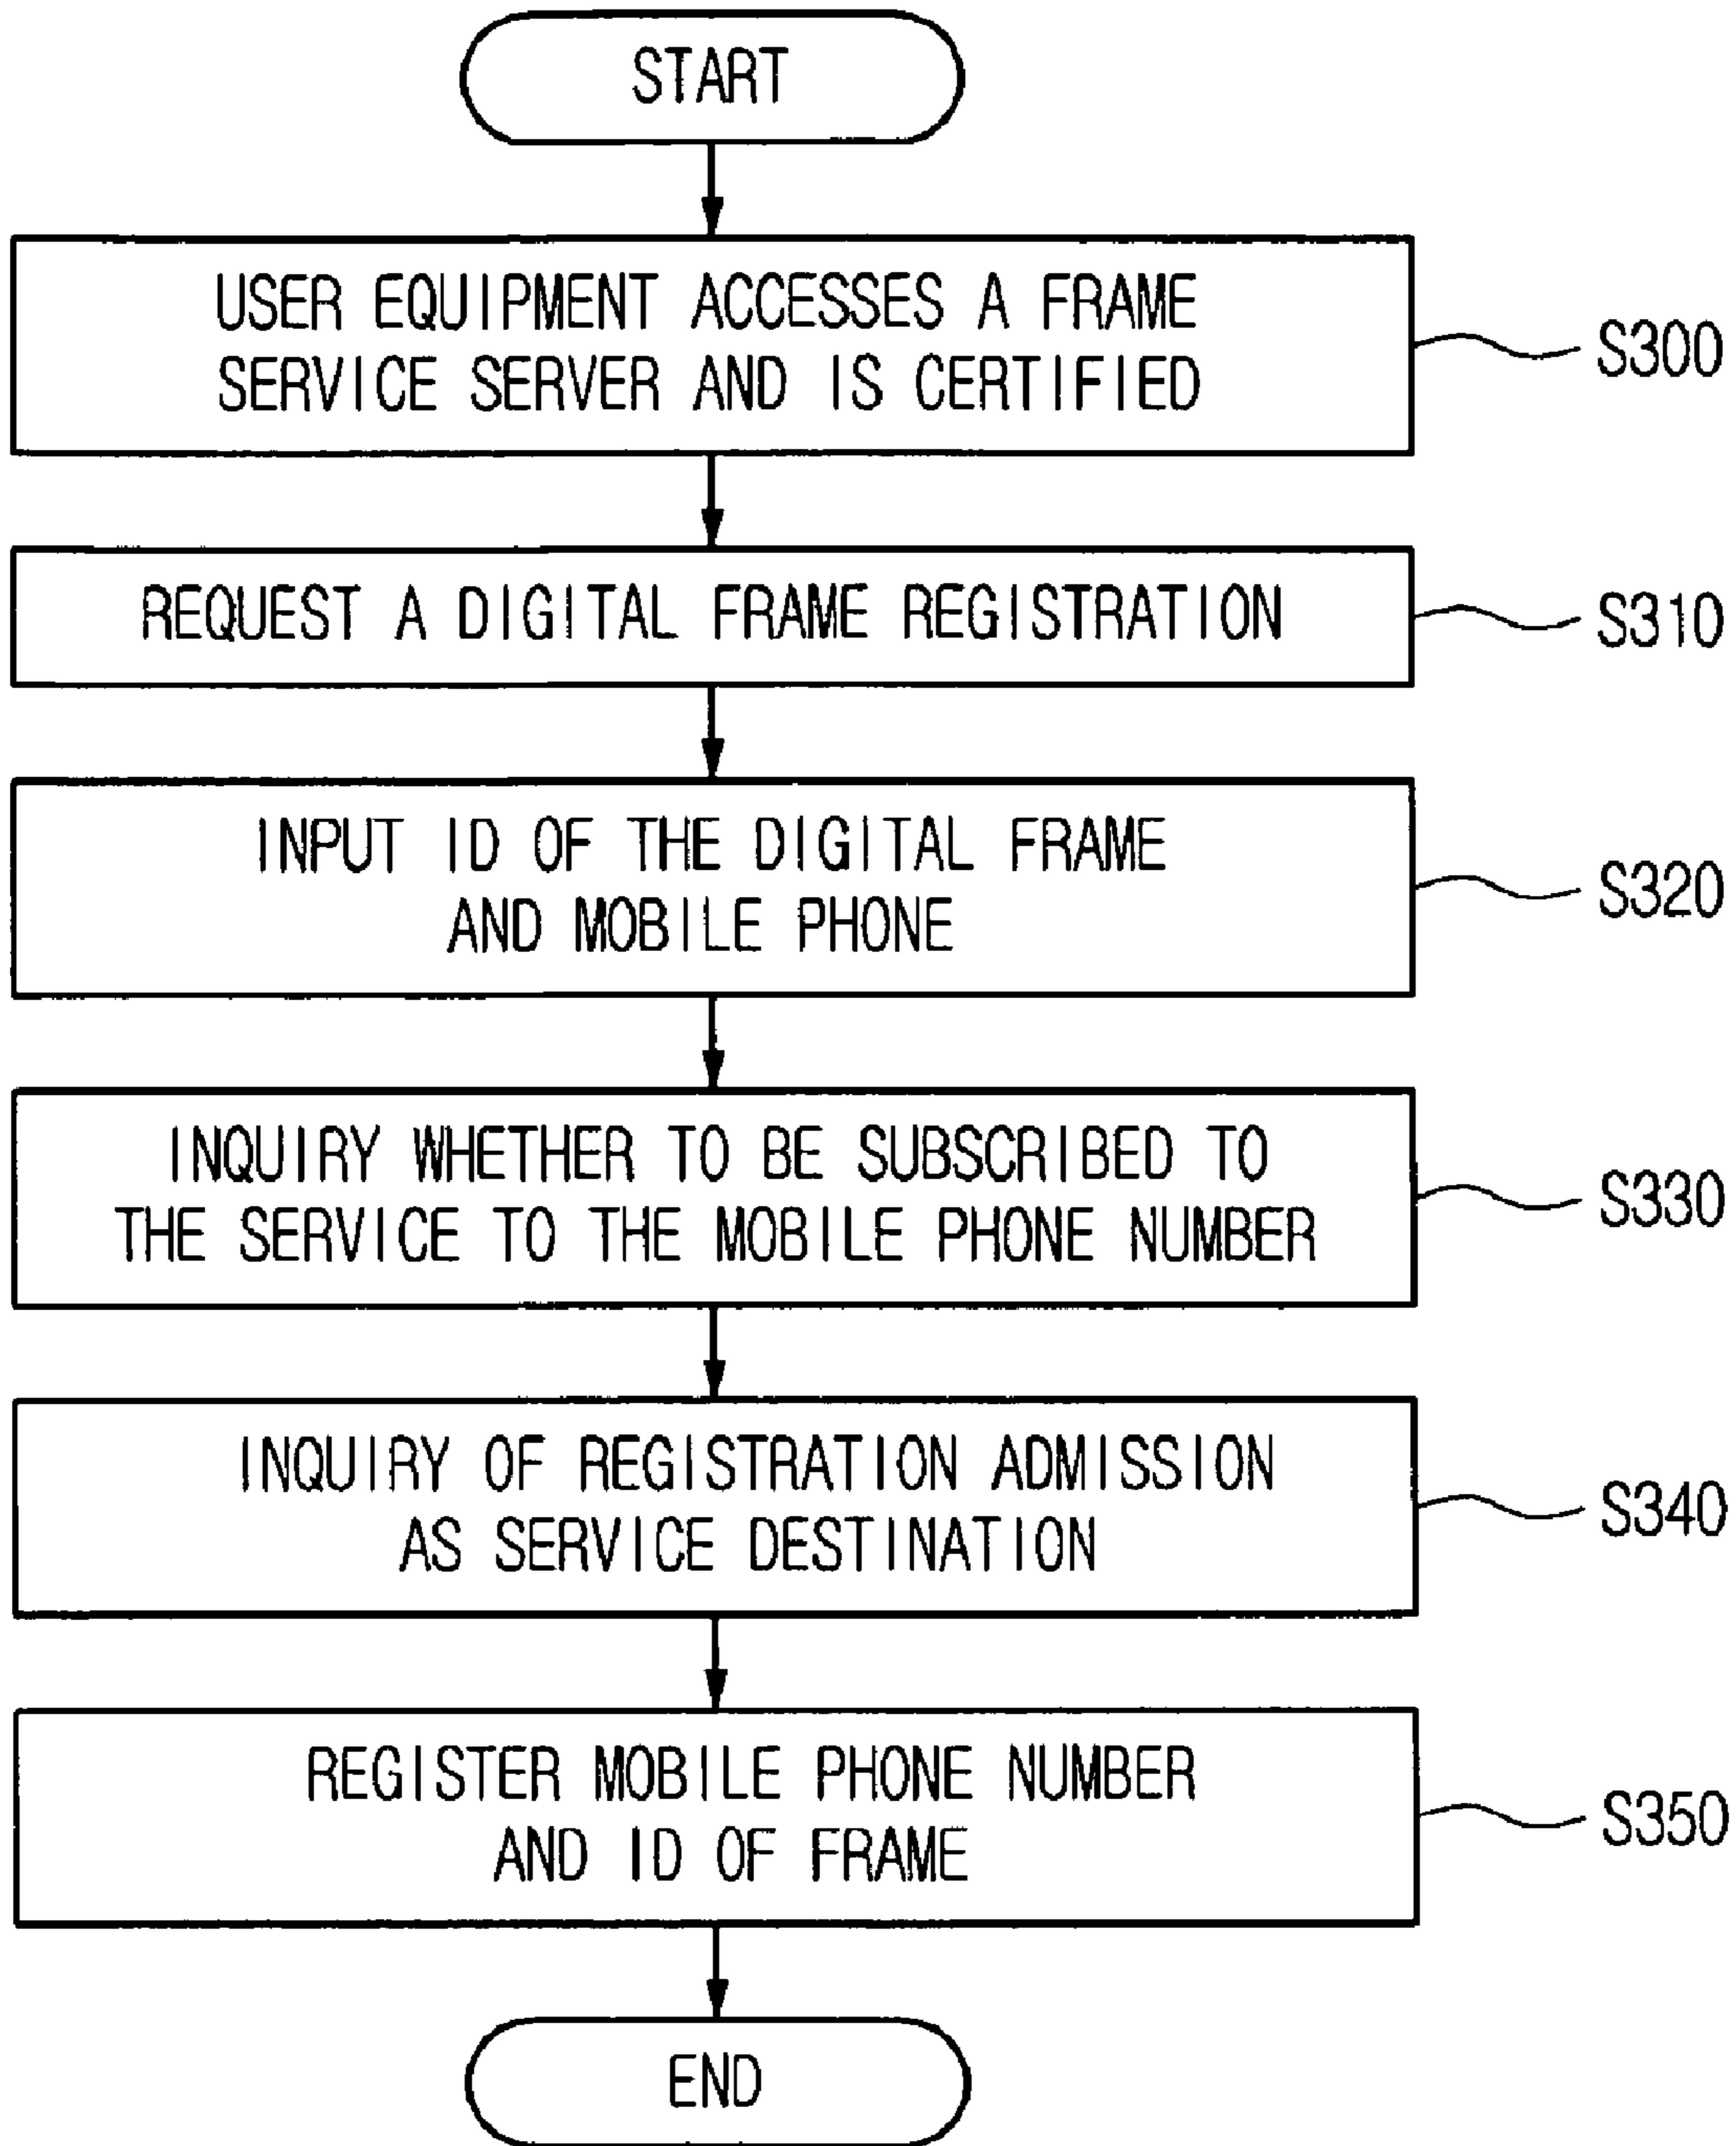 START
USER EQUIPMENT ACCESSES A FRAME
SERVICE SERVER AND IS CERTIFIED
S300
REQUEST A DIGITAL FRAME REGISTRATION
S310
INPUT ID OF THE DIGITAL FRAME
AND MOBILE PHONE
S320
INQUIRY WHETHER TO BE SUBSCRIBED TO
THE SERVICE TO THE MOBILE PHONE NUMBER
S330
INQUIRY OF REGISTRATION ADMISSION
AS SERVICE DESTINATION
S340
REGISTER MOBILE PHONE NUMBER
AND ID OF FRAME
S350
END